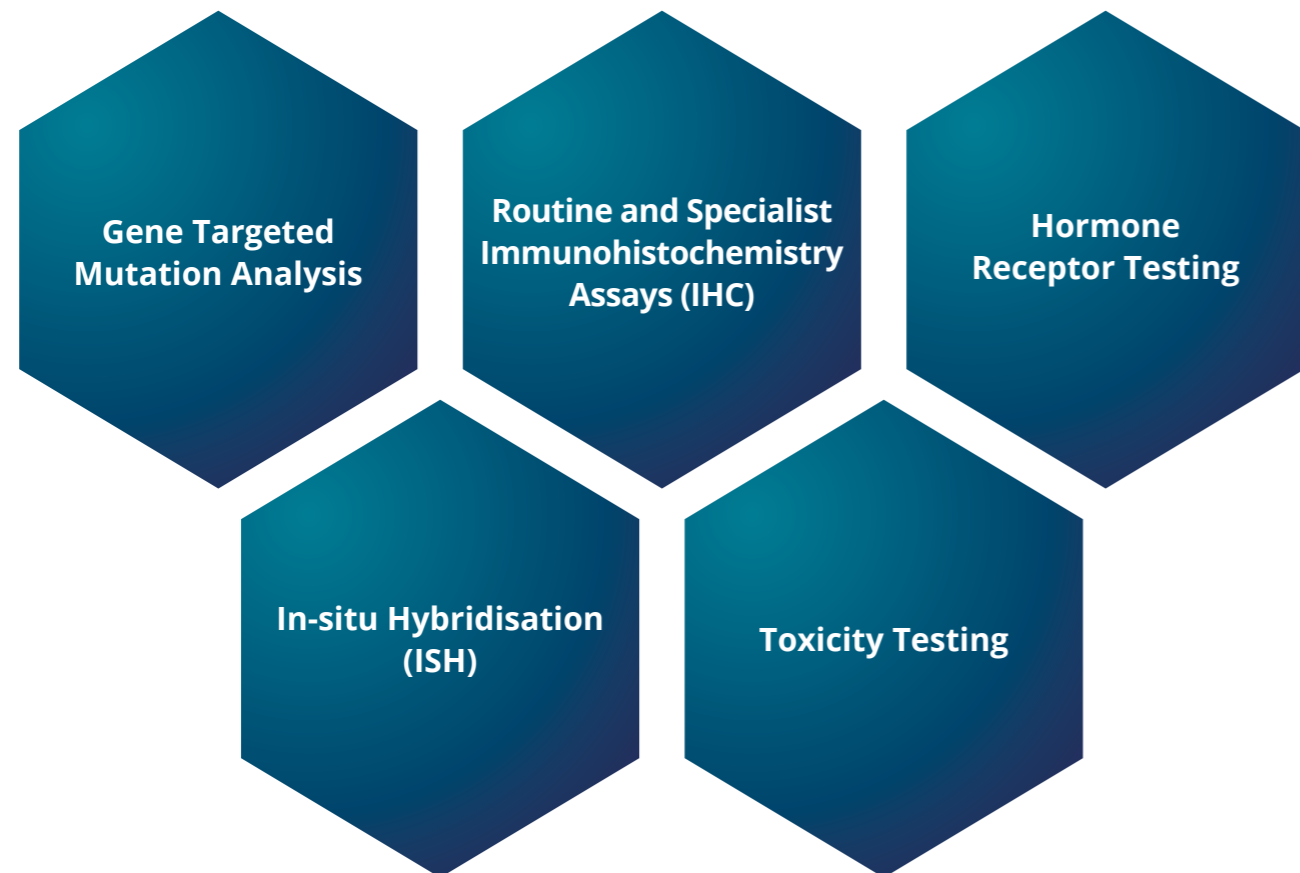 Gene Targeted
Mutation Analysis
Routine and Specialist
Immunohistochemistry
Assays (IHC)
Hormone
Receptor Testing
In-situ Hybridisation
(ISH)
Toxicity Testing